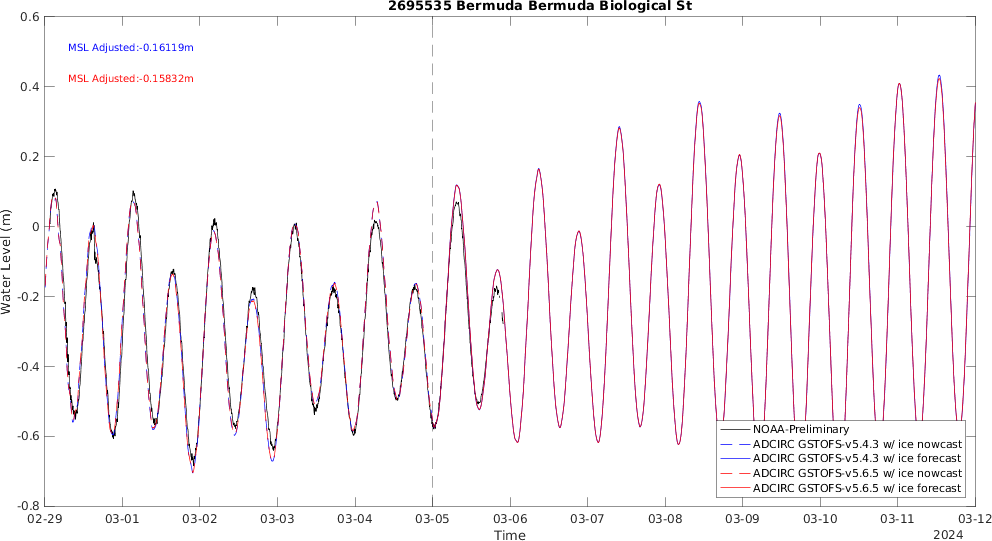 2695535 Bermuda Bermuda Biological St
0.6
0.4
0.2
0
-0.2
-0.4
-0.6
-0.8
Water Level (m)
MSL Adjusted:-0.16119m
MSL Adjusted:-0.15832m
NOAA-Preliminary
ADCIRC GSTOFS-v5.4.3 w/ ice nowcast
ADCIRC GSTOFS-v5.4.3 w/ ice forecast
ADCIRC GSTOFS-v5.6.5 w/ ice nowcast
ADCIRC GSTOFS-v5.6.5 w/ ice forecast
02-29 03-01 03-02 03-03 03-04 03-05 03-06 03-07 03-08 03-09 03-10 03-11 03-12
Time
2024